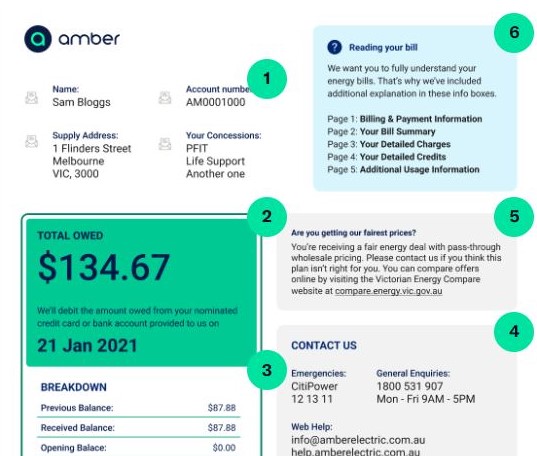 amber
Name:
Sam Bloggs
Account numbe
AM0001000
1
Supply Address:
1 Flinders Street
Melbourne
VIC, 3000
Your Concessions:
PFIT
Life Support
Another one
6
? Reading your bill
We want you to fully understand your
energy bills. That's why we've included
additional explanation in these info boxes.
Page 1: Billing & Payment Information
Page 2: Your Bill Summary
Page 3: Your Detailed Charges
Page 4: Your Detailed Credits
Page 5: Additional Usage Information
2
TOTAL OWED
$134.67
We'll debit the amount owed from your nominated
credit card or bank account provided to us on
21 Jan 2021
3
BREAKDOWN
Previous Balance: $87.88
Received Balance: $87.88
Opening Balace: $0.00
5
Are you getting our fairest prices?
You're receiving a fair energy deal with pass-through
wholesale pricing. Please contact us if you think this
plan isn't right for you. You can compare offers
online by visiting the Victorian Energy Compare
website at compare.energy.vic.gov.au
4
CONTACT US
Emergencies:
CitiPower
12 13 11
General Enquiries:
1800 531 907
Mon - Fri 9AM - 5PM
Web Help:
info@amberelectric.com.au
help.amberelectric.com.au